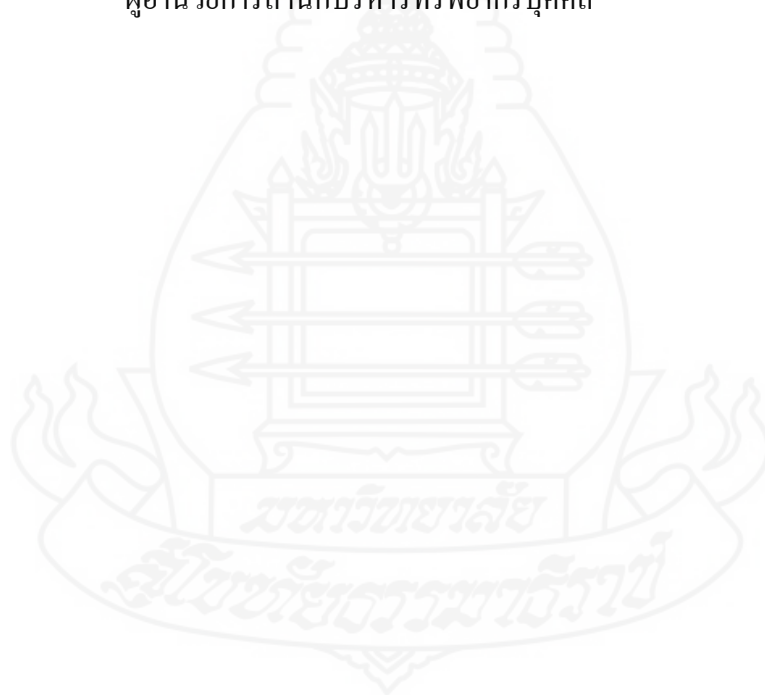 ผู้อำนวยการสำนักบริหารทรัพยากรบุคคล
มหาวิทยาลัย
สุโขทัยธรรมาธิราช